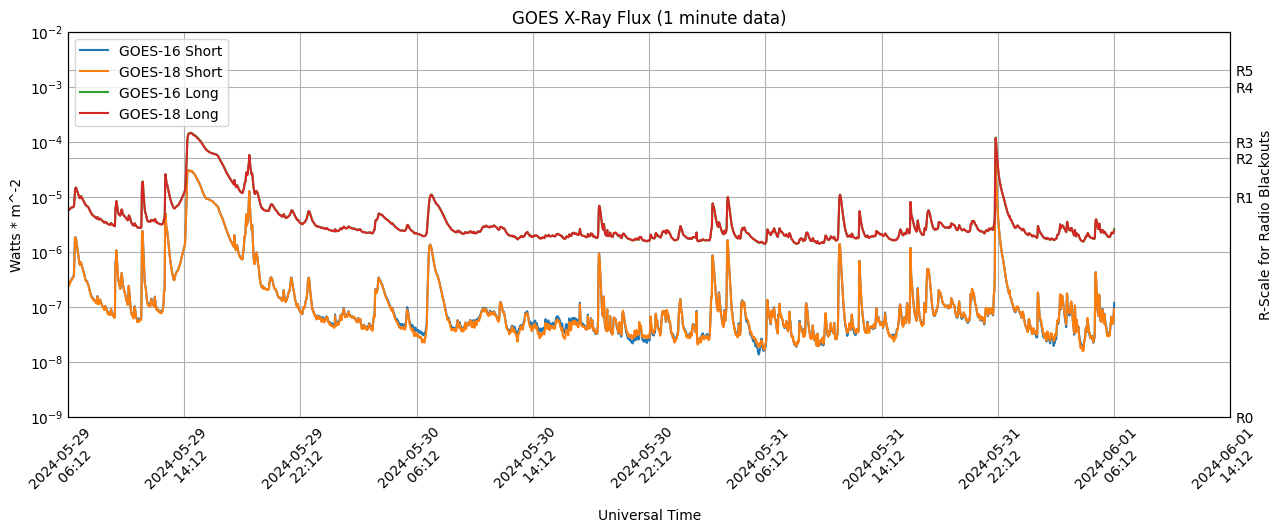 GOES X-Ray Flux (1 minute data)
GOES-16 Short
GOES-18 Short
GOES-16 Long
GOES-18 Long
Watts * m^-2
10^-2
10^-3
10^-4
10^-5
10^-6
10^-7
10^-8
10^-9
R5
R4
R3
R2
R1
R0
R-Scale for Radio Blackouts
2024-05-29
06:12
2024-05-29
14:12
2024-05-29
22:12
2024-05-30
06:12
2024-05-30
14:12
2024-05-30
22:12
2024-05-31
06:12
2024-05-31
14:12
2024-05-31
22:12
2024-06-01
06:12
2024-06-01
14:12
Universal Time